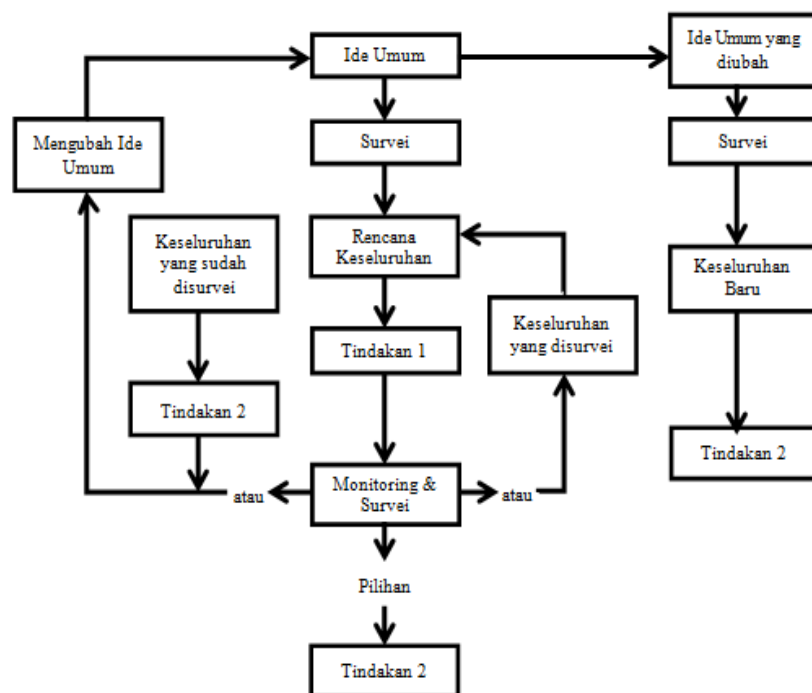 Ide Umum
Ide Umum yang
diubah
Mengubah Ide
Umum
Survei
Survei
Keseluruhan
yang sudah
disurvei
Rencana
Keseluruhan
Keseluruhan
Baru
Keseluruhan
yang disurvei
Tindakan 1
Tindakan 2
Tindakan 2
atau
Monitoring &
Survei
atau
Pilihan
Tindakan 2